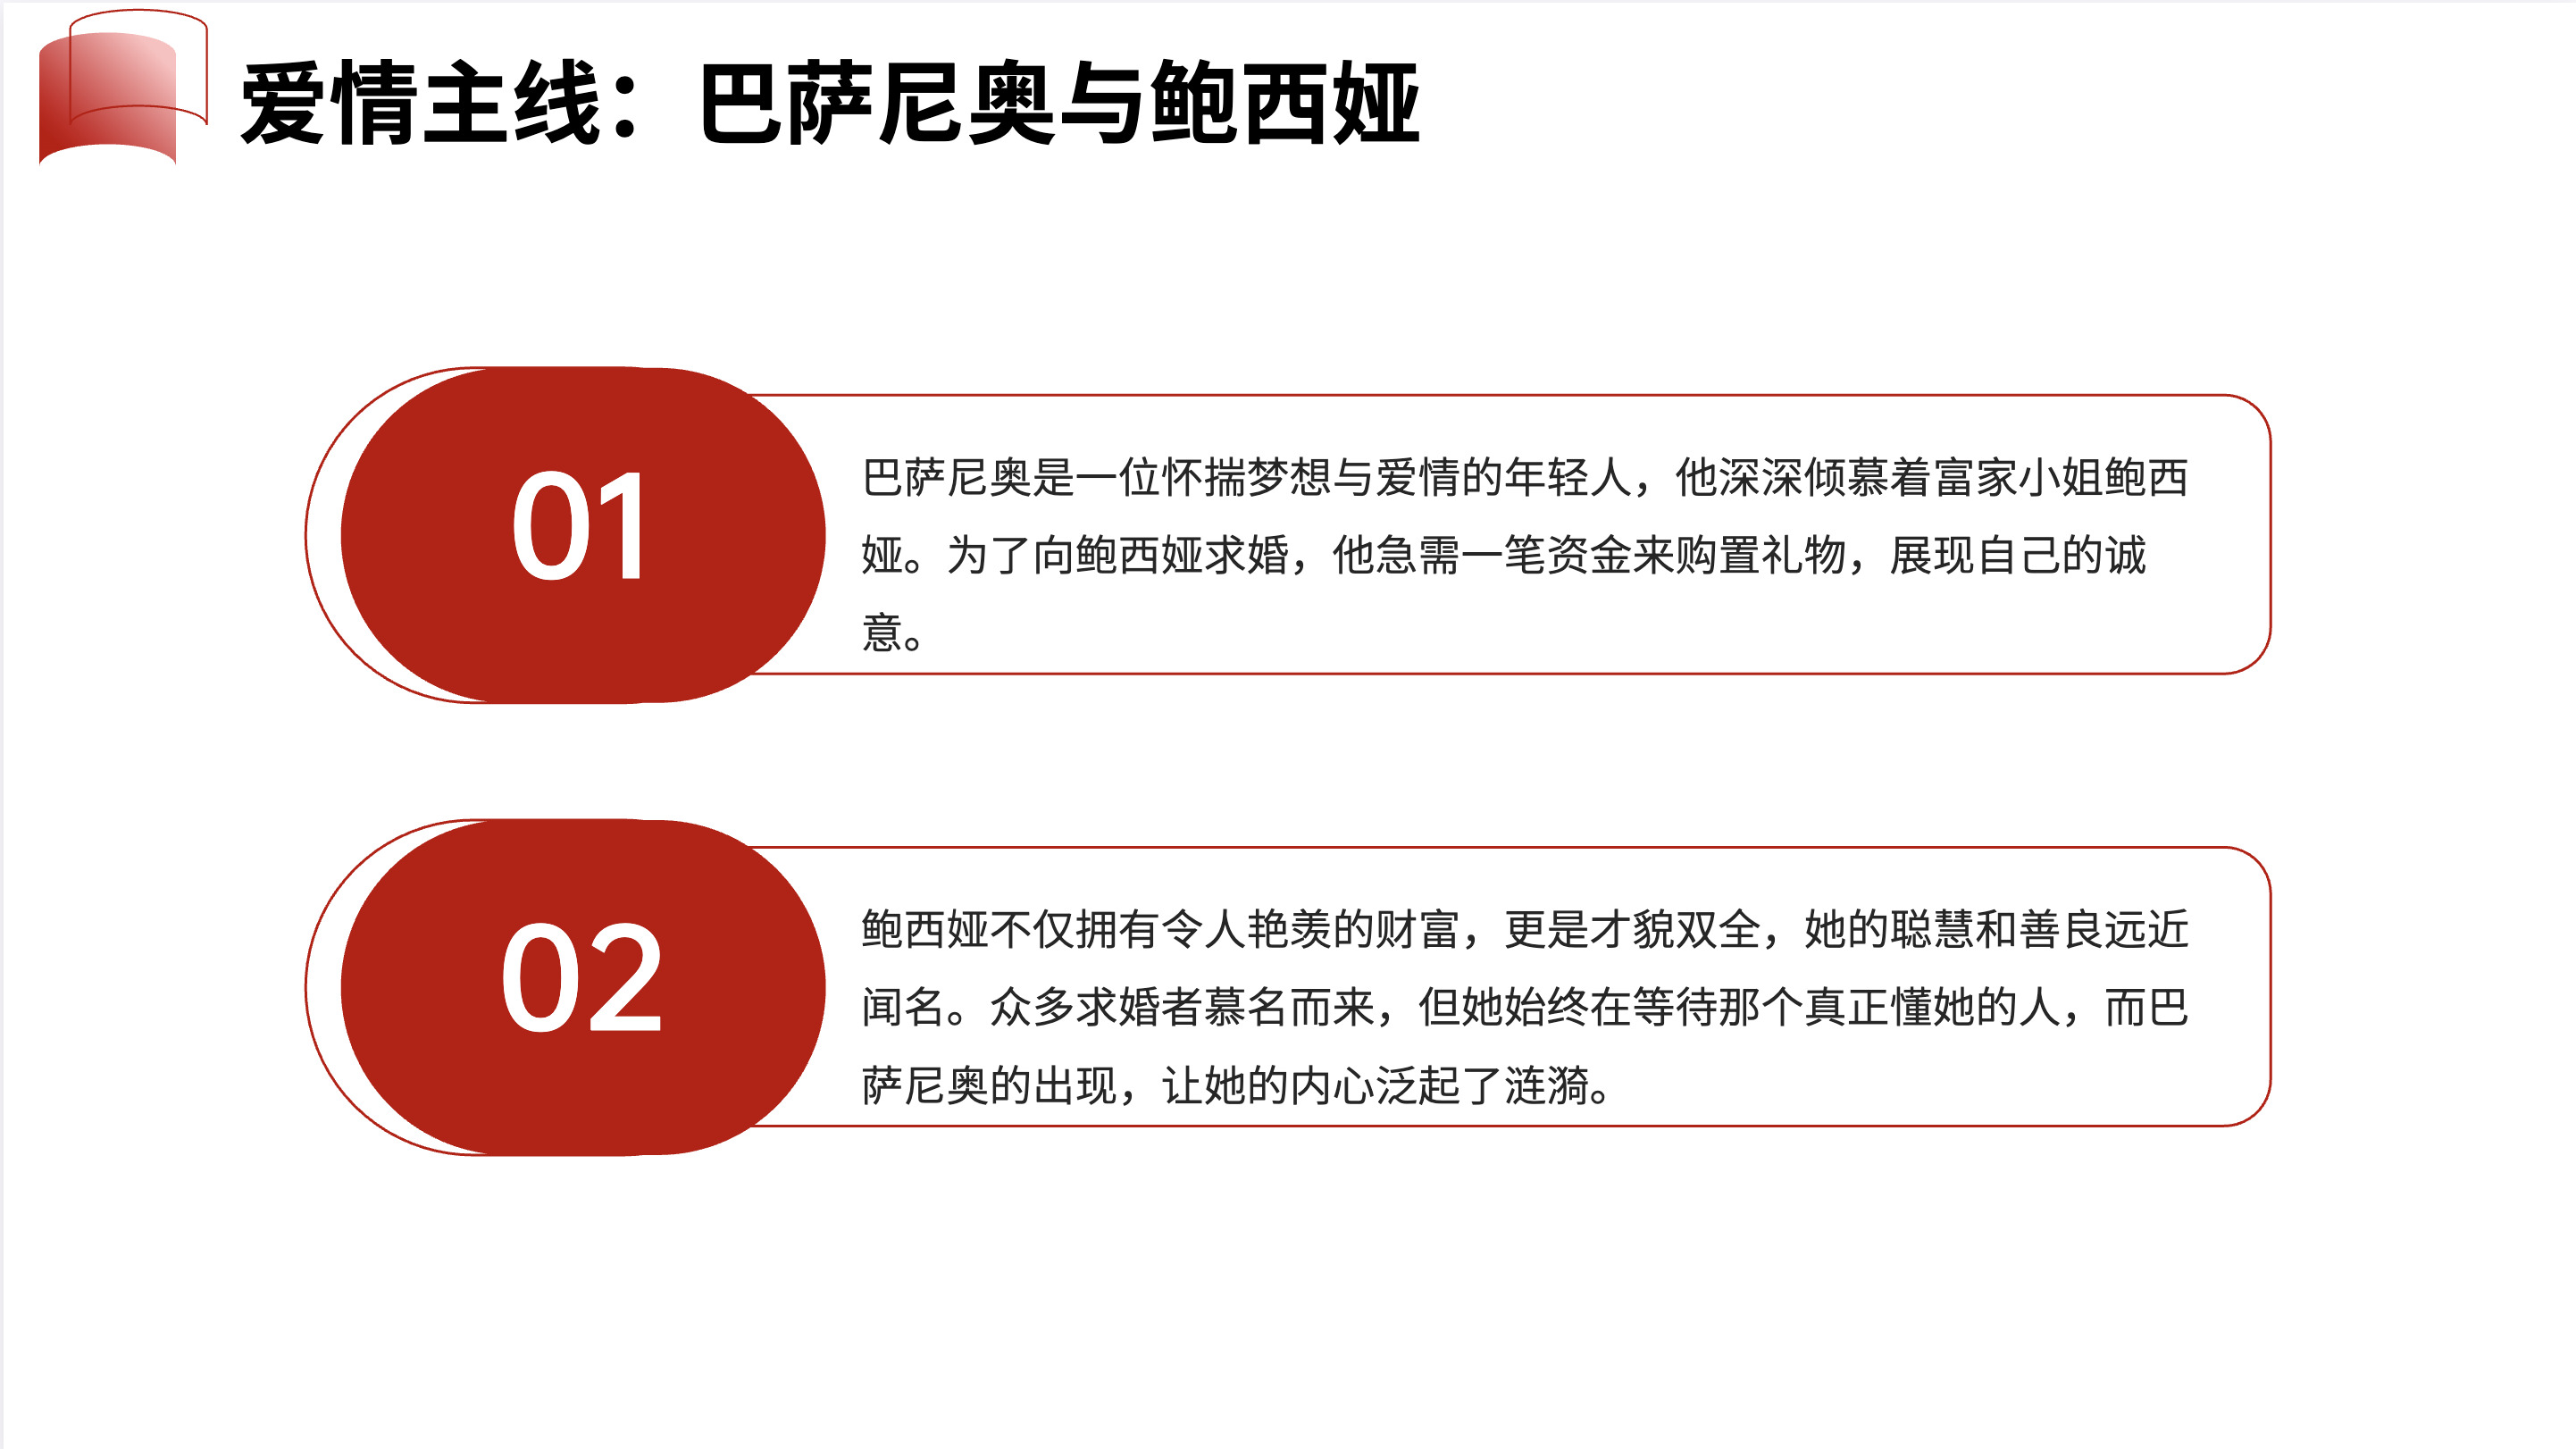 爱情主线：巴萨尼奥与鲍西娅
01
巴萨尼奥是一位怀揣梦想与爱情的年轻人，他深深倾慕着富家小姐鲍西
娅。为了向鲍西娅求婚，他急需一笔资金来购置礼物，展现自己的诚
意。
02
鲍西娅不仅拥有令人艳羡的财富，更是才貌双全，她的聪慧和善良远近
闻名。众多求婚者慕名而来，但她始终在等待那个真正懂她的人，而巴
萨尼奥的出现，让她的内心泛起了涟漪。